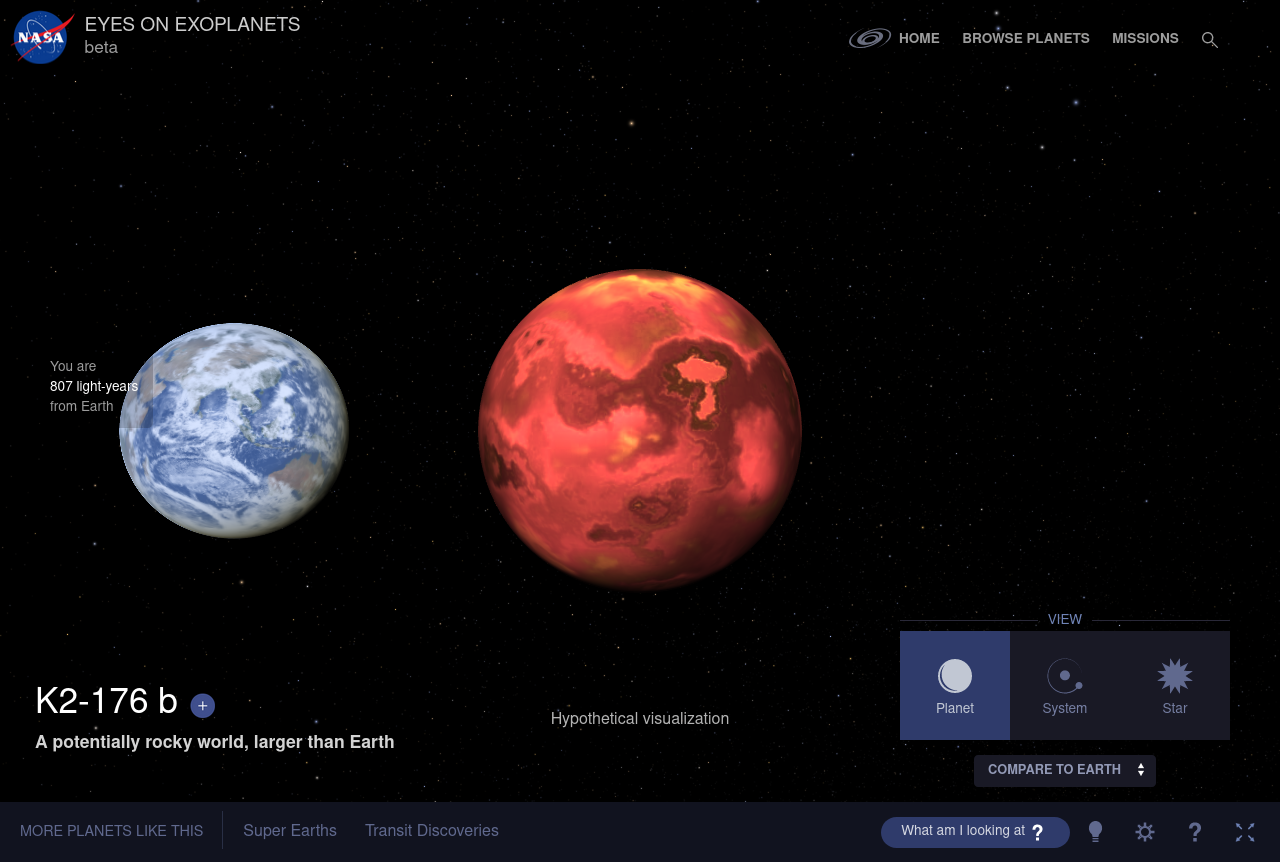 NASA
EYES ON EXOPLANETS
beta
HOME
BROWSE PLANETS
MISSIONS
You are
807 light-years
from Earth
VIEW
Planet
System
Star
K2-176 b +
A potentially rocky world, larger than Earth
Hypothetical visualization
COMPARE TO EARTH
MORE PLANETS LIKE THIS
Super Earths
Transit Discoveries
What am I looking at ?
?